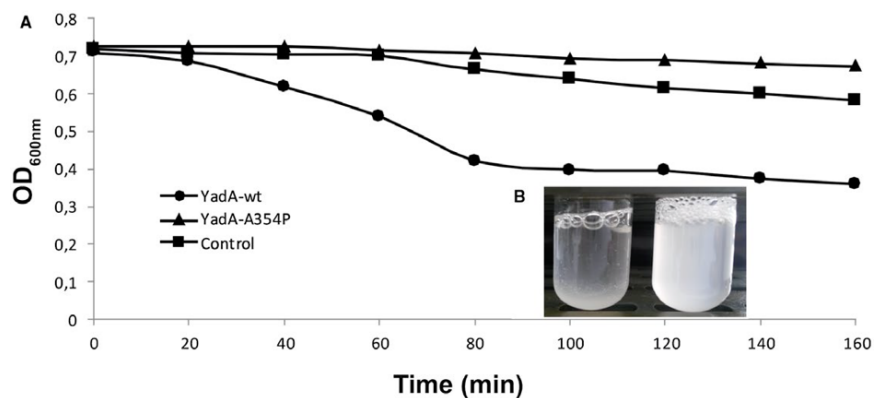 A
0,8
0,7
0,6
0,5
0,4
0,3
0,2
0,1
0
OD600nm
YadA-wt
YadA-A354P
Control
B
0 20 40 60 80 100 120 140 160
Time (min)